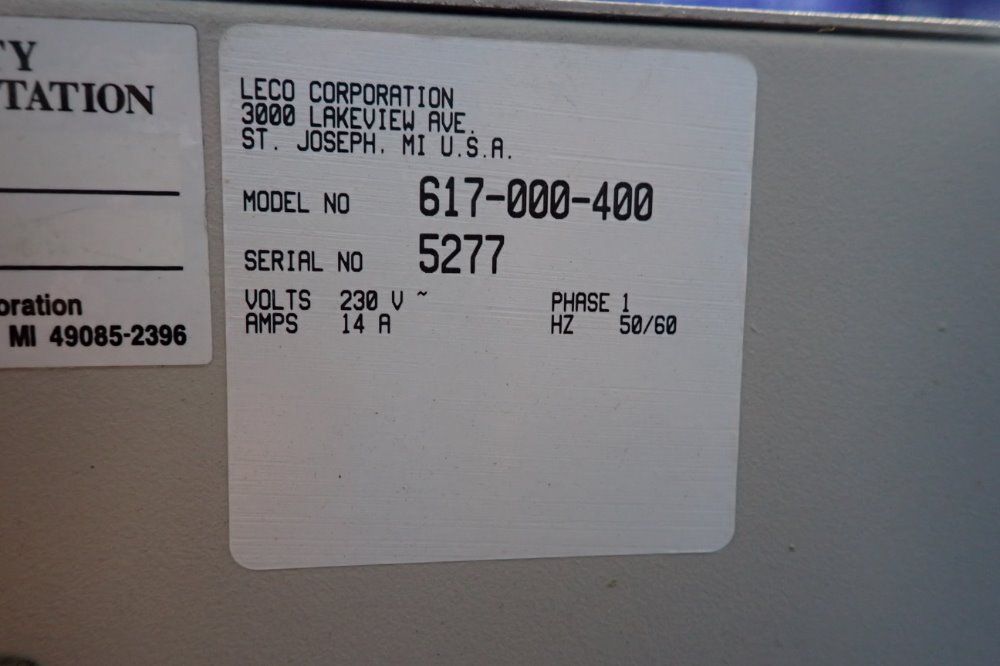 TY
TATION
oration
MI 49085-2396
LECO CORPORATION
3000 LAKEVIEW AVE.
ST. JOSEPH, MI U.S.A.
MODEL NO 617-000-400
SERIAL NO 5277
VOLTS 230 V ~ PHASE 1
AMPS 14 A HZ 50/60